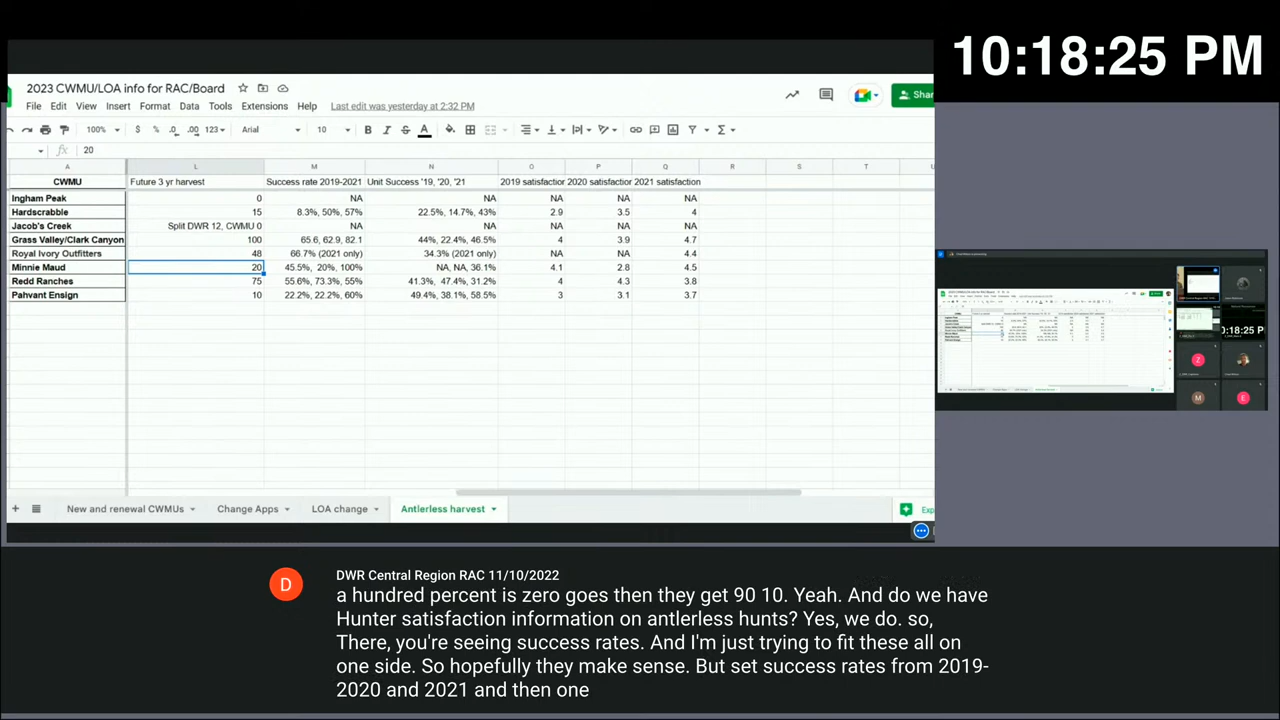 10:18:25 PM
2023 CWMU/LOA info for RAC/Board
File Edit View Insert Format Data Tools Extensions Help Last edit was yesterday at 2:32 PM
Shar
100% $ % .0 .00 123 Arial 10 B I S A
fx 20
A L M N O P Q R S T U
CWMU Future 3 yr harvest Success rate 2019-2021 Unit Success '19, '20, '21 2019 satisfactior 2020 satisfactior 2021 satisfaction
Ingham Peak 0 NA NA NA NA NA
Hardscrabble 15 8.3%, 50%, 57% 22.5%, 14.7%, 43% 2.9 3.5 4
Jacob's Creek Split DWR 12, CWMU 0 NA NA NA NA NA
Grass Valley/Clark Canyon 100 65.6, 62.9, 82.1 44%, 22.4%, 46.5% 4 3.9 4.7
Royal Ivory Outfitters 48 66.7% (2021 only) 34.3% (2021 only) NA NA 4.4
Minnie Maud 20 45.5%, 20%, 100% NA, NA, 36.1% 4.1 2.8 4.5
Redd Ranches 75 55.6%, 73.3%, 55% 41.3%, 47.4%, 31.2% 4 4.3 3.8
Pahvant Ensign 10 22.2%, 22.2%, 60% 49.4%, 38.1%, 58.5% 3 3.1 3.7
:18:25 PM
Z
M E
New and renewal CWMUs Change Apps LOA change Antlerless harvest
Exp
D
DWR Central Region RAC 11/10/2022
a hundred percent is zero goes then they get 90 10. Yeah. And do we have
Hunter satisfaction information on antlerless hunts? Yes, we do. so,
There, you're seeing success rates. And I'm just trying to fit these all on
one side. So hopefully they make sense. But set success rates from 2019-
2020 and 2021 and then one